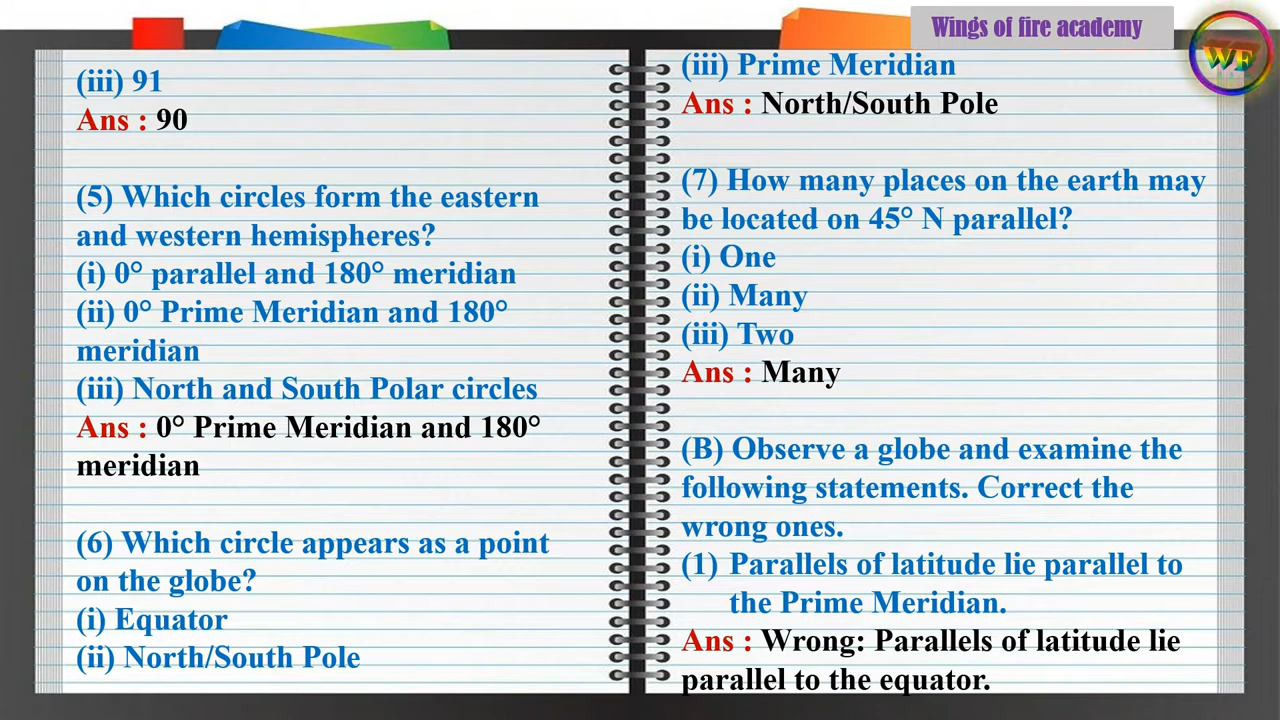 Wings of fire academy
WF
(iii) 91
Ans : 90
(5) Which circles form the eastern
and western hemispheres?
(i) 0° parallel and 180° meridian
(ii) 0° Prime Meridian and 180°
meridian
(iii) North and South Polar circles
Ans : 0° Prime Meridian and 180°
meridian
(6) Which circle appears as a point
on the globe?
(i) Equator
(ii) North/South Pole
(iii) Prime Meridian
Ans : North/South Pole
(7) How many places on the earth may
be located on 45° N parallel?
(i) One
(ii) Many
(iii) Two
Ans : Many
(B) Observe a globe and examine the
following statements. Correct the
wrong ones.
(1) Parallels of latitude lie parallel to
the Prime Meridian.
Ans : Wrong: Parallels of latitude lie
parallel to the equator.